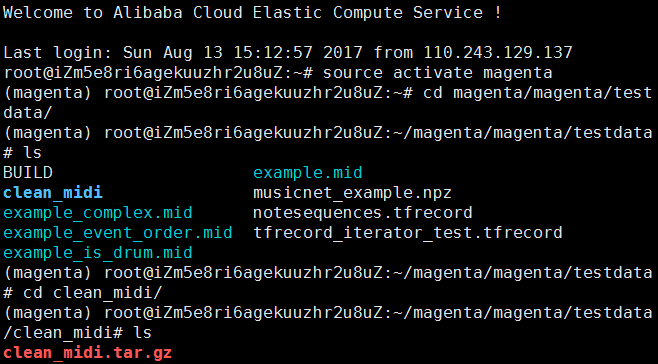 Welcome to Alibaba Cloud Elastic Compute Service !
Last login: Sun Aug 13 15:12:57 2017 from 110.243.129.137
root@iZm5e8ri6agekuuzhr2u8uZ:~# source activate magenta
(magenta) root@iZm5e8ri6agekuuzhr2u8uZ:~# cd magenta/magenta/test
data/
(magenta) root@iZm5e8ri6agekuuzhr2u8uZ:~/magenta/magenta/testdata
# ls
BUILD                    example.mid
clean_midi               musicnet_example.npz
example_complex.mid      notesequences.tfrecord
example_event_order.mid  tfrecord_iterator_test.tfrecord
example_is_drum.mid
(magenta) root@iZm5e8ri6agekuuzhr2u8uZ:~/magenta/magenta/testdata
# cd clean_midi/
(magenta) root@iZm5e8ri6agekuuzhr2u8uZ:~/magenta/magenta/testdata
/clean_midi# ls
clean_midi.tar.gz